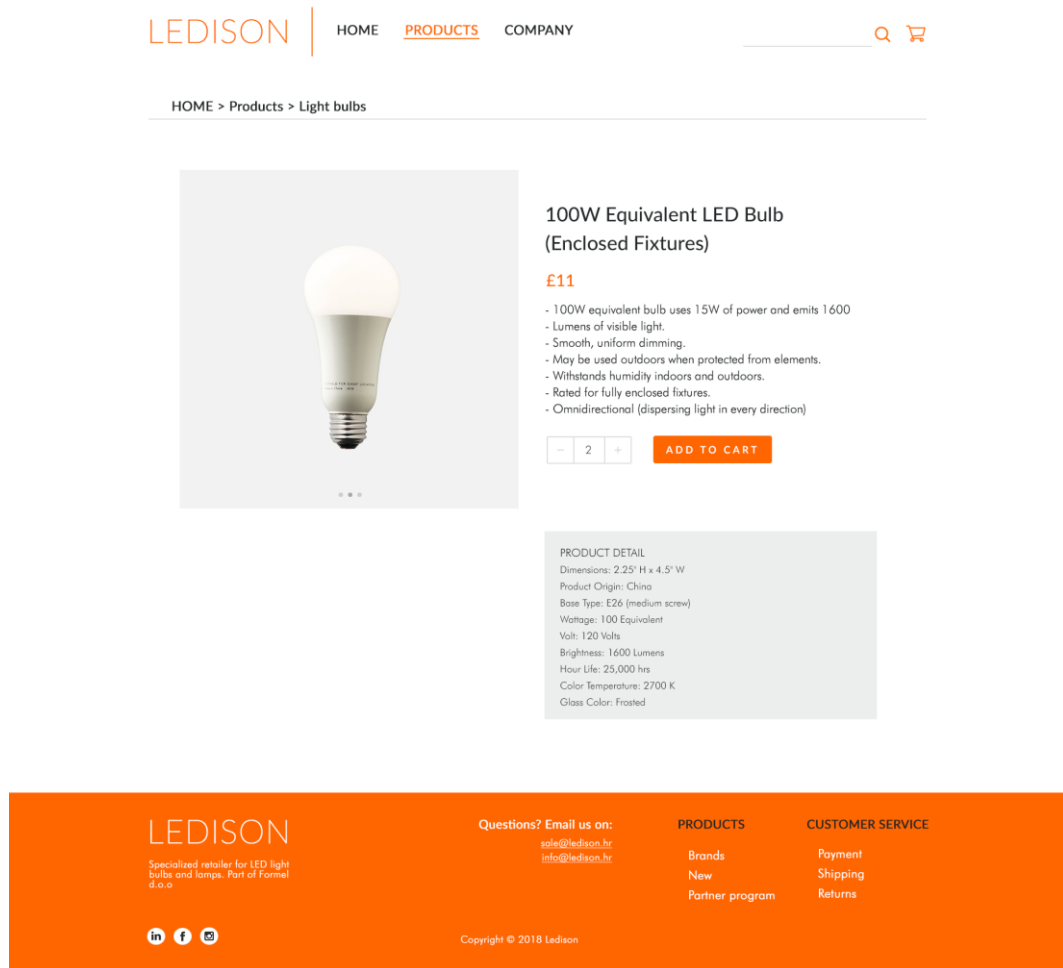 LEDISON
HOME PRODUCTS COMPANY
HOME > Products > Light bulbs
100W Equivalent LED Bulb
(Enclosed Fixtures)
£11
- 100W equivalent bulb uses 15W of power and emits 1600
- Lumens of visible light.
- Smooth, uniform dimming.
- May be used outdoors when protected from elements.
- Withstands humidity indoors and outdoors.
- Rated for fully enclosed fixtures.
- Omnidirectional (dispersing light in every direction)
− 2 +
ADD TO CART
PRODUCT DETAIL
Dimensions: 2.25" H x 4.5" W
Product Origin: China
Base Type: E26 (medium screw)
Wattage: 100 Equivalent
Volt: 120 Volts
Brightness: 1600 Lumens
Hour Life: 25,000 hrs
Color Temperature: 2700 K
Glass Color: Frosted
LEDISON
Specialized retailer for LED light
bulbs and lamps. Part of Formel
d.o.o
Questions? Email us on:
sale@ledison.hr
info@ledison.hr
PRODUCTS
Brands
New
Partner program
CUSTOMER SERVICE
Payment
Shipping
Returns
in f
Copyright © 2018 Ledison